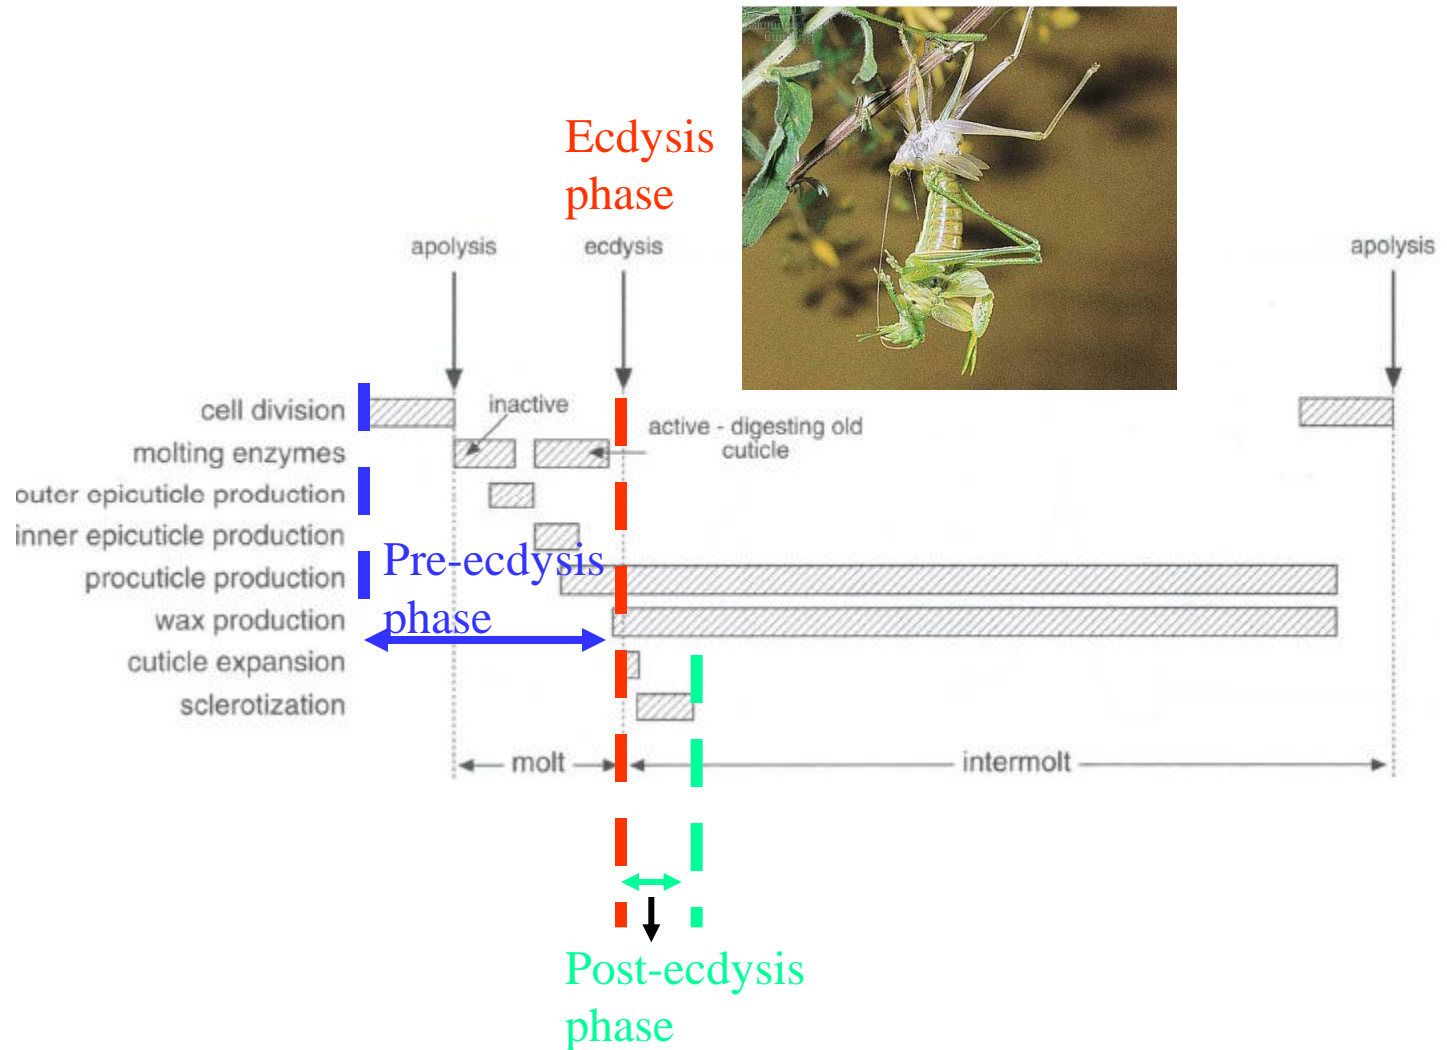 Ecdysis
phase
apolysis
ecdysis
apolysis
cell division
inactive
active - digesting old
cuticle
molting enzymes
outer epicuticle production
inner epicuticle production
Pre-ecdysis
phase
procuticle production
wax production
cuticle expansion
sclerotization
molt
intermolt
Post-ecdysis
phase